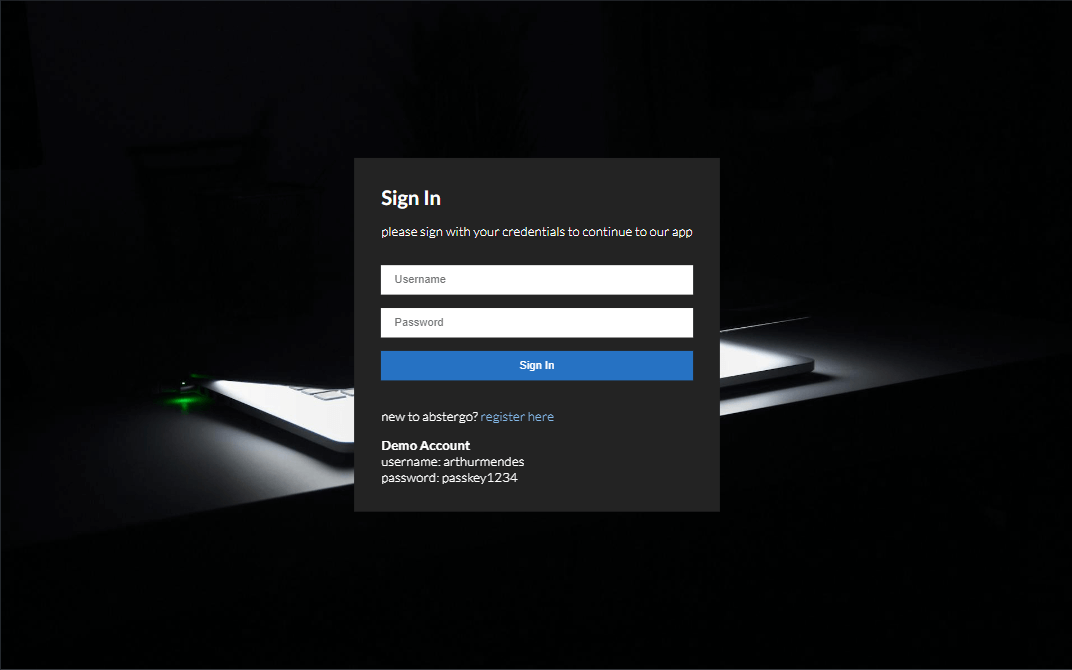 Sign In
please sign with your credentials to continue to our app
Username
Password
Sign In
new to abstergo? register here
Demo Account
username: arthurmendes
password: passkey1234